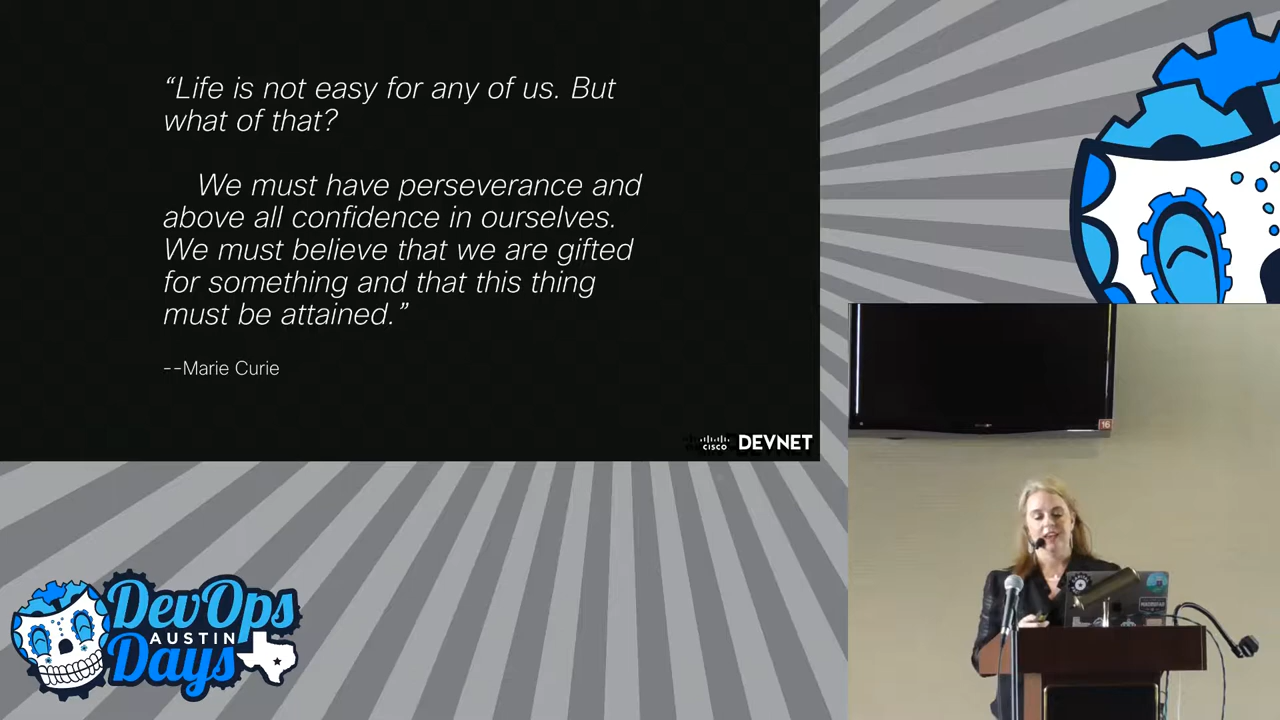 “Life is not easy for any of us. But
what of that?
We must have perseverance and
above all confidence in ourselves.
We must believe that we are gifted
for something and that this thing
must be attained.”
--Marie Curie
CISCO DEVNET
16
DevOps
AUSTIN
Days